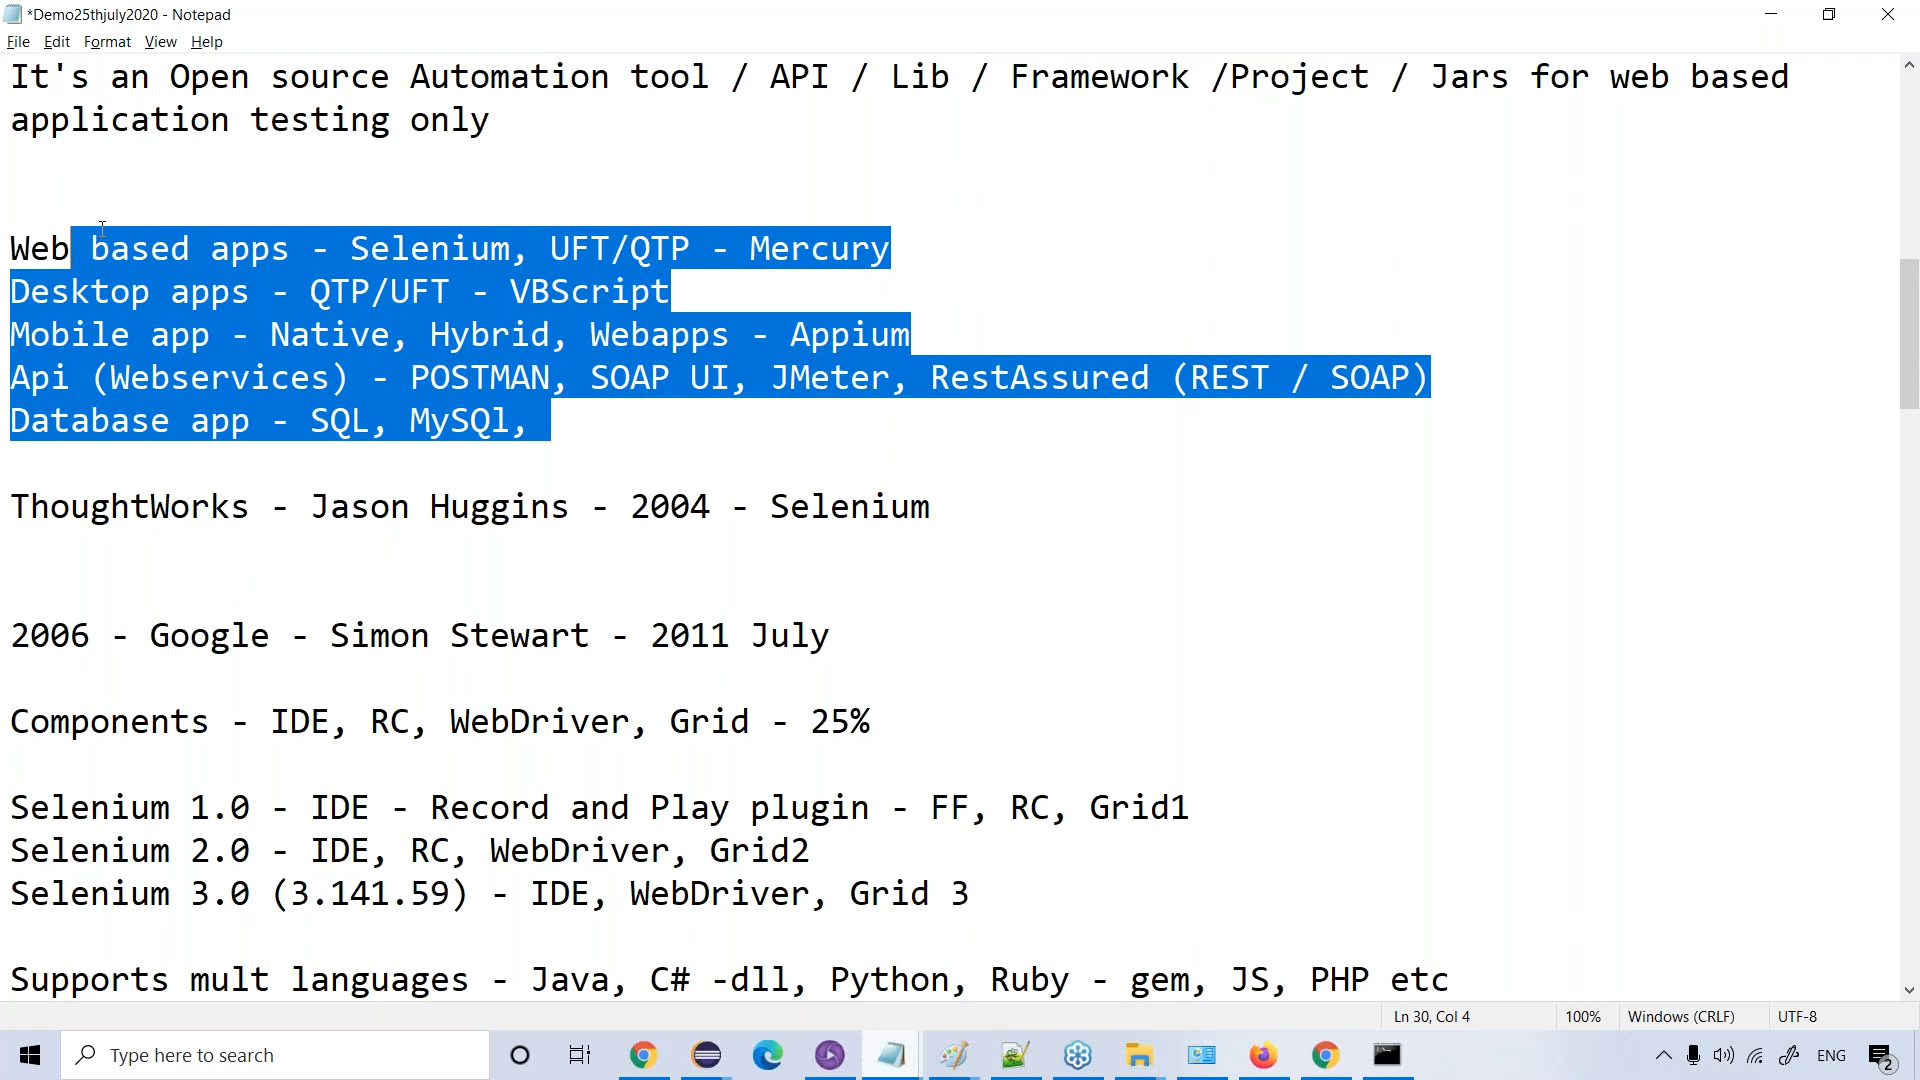 *Demo25thjuly2020 - Notepad
File Edit Format View Help
It's an Open source Automation tool / API / Lib / Framework /Project / Jars for web based
application testing only
Web based apps - Selenium, UFT/QTP - Mercury
Desktop apps - QTP/UFT - VBScript
Mobile app - Native, Hybrid, Webapps - Appium
Api (Webservices) - POSTMAN, SOAP UI, JMeter, RestAssured (REST / SOAP)
Database app - SQL, MySQl,
ThoughtWorks - Jason Huggins - 2004 - Selenium
2006 - Google - Simon Stewart - 2011 July
Components - IDE, RC, WebDriver, Grid - 25%
Selenium 1.0 - IDE - Record and Play plugin - FF, RC, Grid1
Selenium 2.0 - IDE, RC, WebDriver, Grid2
Selenium 3.0 (3.141.59) - IDE, WebDriver, Grid 3
Supports mult languages - Java, C# -dll, Python, Ruby - gem, JS, PHP etc
Ln 30, Col 4 100% Windows (CRLF) UTF-8
Type here to search ENG 2